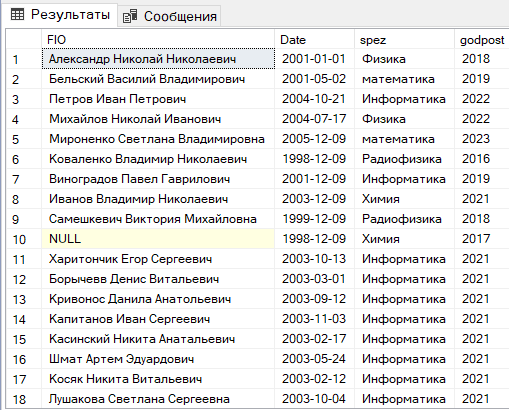 Результаты Сообщения
FIO Date spez godpost
1 Александр Николай Николаевич 2001-01-01 Физика 2018
2 Бельский Василий Владимирович 2001-05-02 математика 2019
3 Петров Иван Петрович 2004-10-21 Информатика 2022
4 Михайлов Николай Иванович 2004-07-17 Физика 2022
5 Мироненко Светлана Владимировна 2005-12-09 математика 2023
6 Коваленко Владимир Николаевич 1998-12-09 Радиофизика 2016
7 Виноградов Павел Гаврилович 2001-12-09 Информатика 2019
8 Иванов Владимир Николаевич 2003-12-09 Химия 2021
9 Самешкевич Виктория Михайловна 1999-12-09 Радиофизика 2018
10 NULL 1998-12-09 Химия 2017
11 Харитончик Егор Сергеевич 2003-10-13 Информатика 2021
12 Борычевв Денис Витальевич 2003-03-01 Информатика 2021
13 Кривонос Данила Анатольевич 2003-09-12 Информатика 2021
14 Капитанов Иван Сергеевич 2003-11-03 Информатика 2021
15 Касинский Никита Анатальевич 2003-02-17 Информатика 2021
16 Шмат Артем Эдуардович 2003-05-24 Информатика 2021
17 Косяк Никита Витальевич 2003-02-12 Информатика 2021
18 Лушакова Светлана Сергеевна 2003-10-04 Информатика 2021